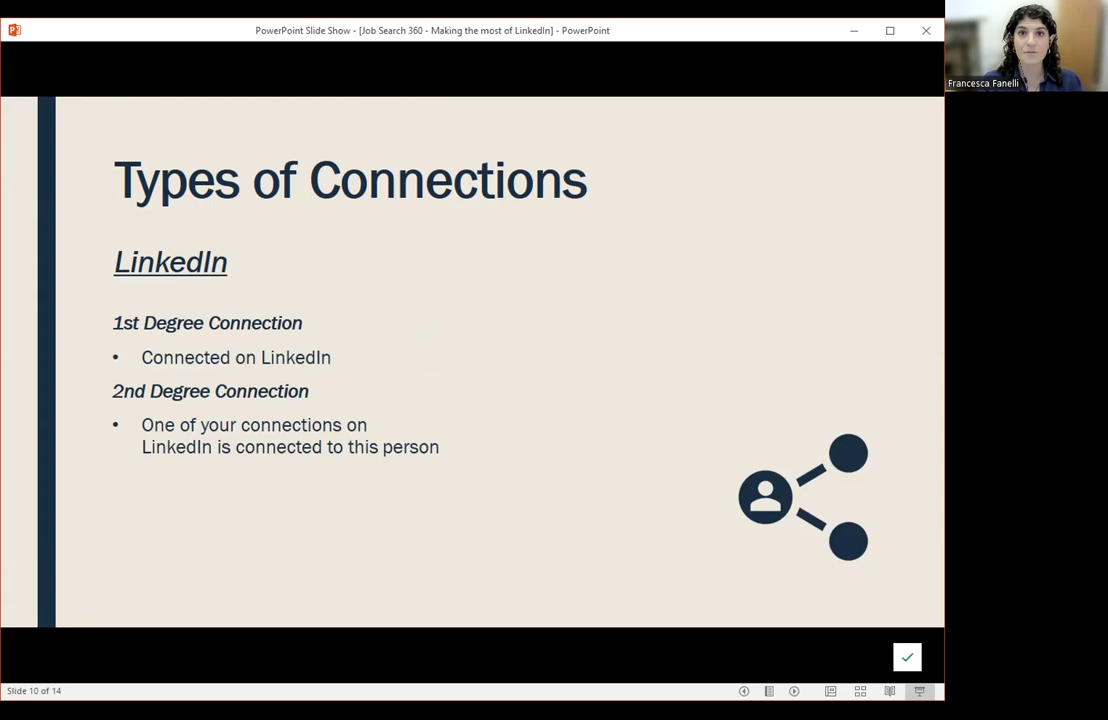 PowerPoint Slide Show - [Job Search 360 - Making the most of LinkedIn] - PowerPoint
Francesca Fanelli
Types of Connections
LinkedIn
1st Degree Connection
• Connected on LinkedIn
2nd Degree Connection
• One of your connections on
LinkedIn is connected to this person
Slide 10 of 14